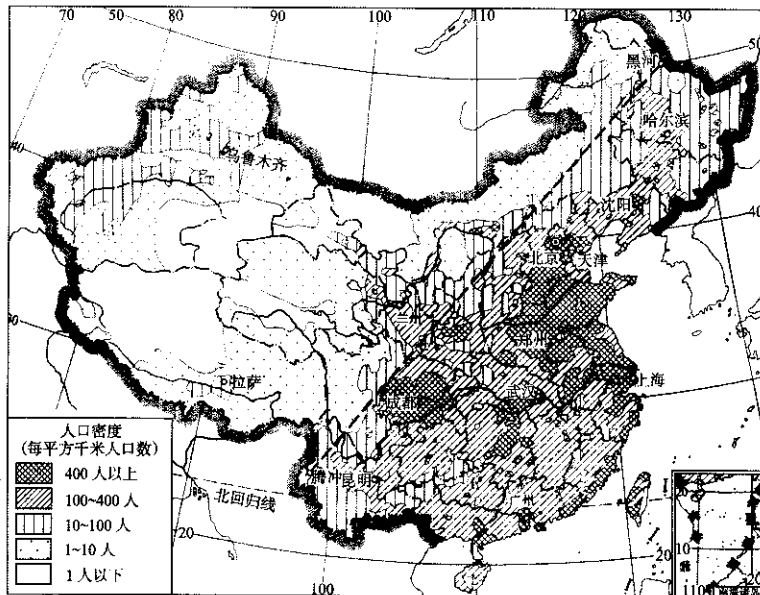 70
80
90
100
110
120
130
50
黑河
哈尔滨
40
乌鲁木齐
沈阳
40
北京
天津
兰州
郑州
拉萨
上海
成都
武汉
人口密度
(每平方千米人口数)
400 人以上
100~400 人
10~100 人
1~10 人
1 人以下
腾冲
昆明
北回归线
州
20
100
20
20
10
110
20